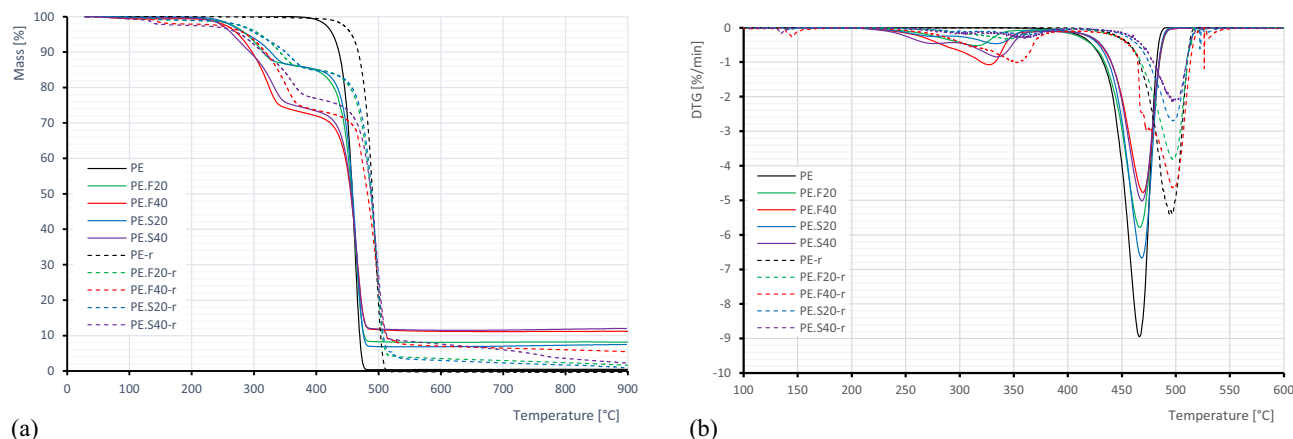 Mass [%]
100
90
80
70
60
50
40
30
20
10
0
PE
PE.F20
PE.F40
PE.S20
PE.S40
PE-r
PE.F20-r
PE.F40-r
PE.S20-r
PE.S40-r
0 100 200 300 400 500 600 700 800 900
Temperature [°C]
(a)
DTG [%/min]
0
-1
-2
-3
-4
-5
-6
-7
-8
-9
-10
PE
PE.F20
PE.F40
PE.S20
PE.S40
PE-r
PE.F20-r
PE.F40-r
PE.S20-r
PE.S40-r
100 150 200 250 300 350 400 450 500 550 600
Temperature [°C]
(b)